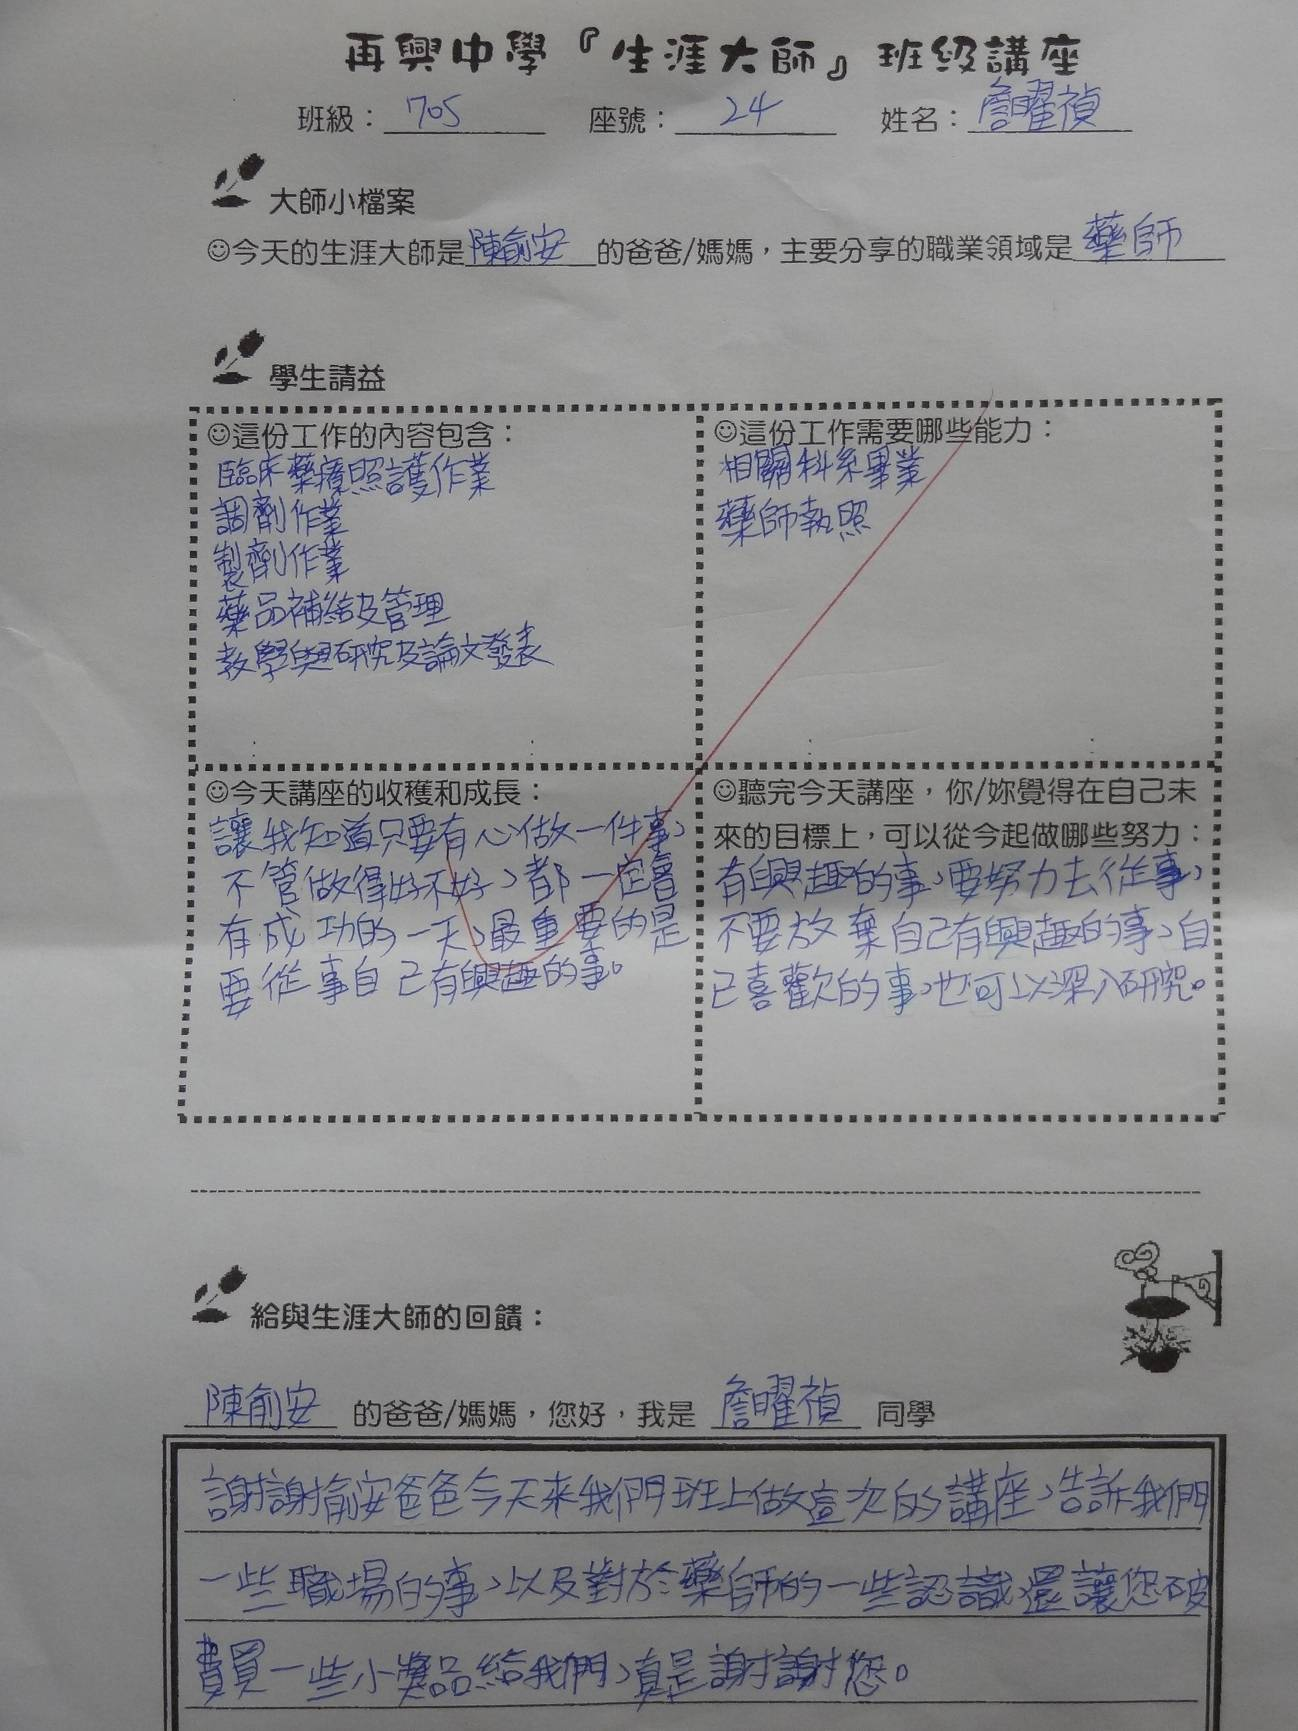 再興中學『生涯大師』班級講座
班級：705 座號：24 姓名：詹曜禎
大師小檔案
☺今天的生涯大師是陳俞安的爸爸/媽媽，主要分享的職業領域是藥師
學生請益
☺這份工作的內容包含：
臨床藥療照護作業
調劑作業
製劑作業
藥品補給及管理
教學與研究及論文發表
☺這份工作需要哪些能力：
相關科系畢業
藥師執照
☺今天講座的收穫和成長：
讓我知道只要有心做一件事，
不管做得好不好，都一定會
有成功的一天，最重要的是
要從事自己有興趣的事。
☺聽完今天講座，你/妳覺得在自己未
來的目標上，可以從今起做哪些努力：
有興趣的事，要努力去從事，
不要放棄自己有興趣的事，自
己喜歡的事，也可以深入研究。
給與生涯大師的回饋：
陳俞安 的爸爸/媽媽，您好，我是 詹曜禎 同學
謝謝俞安爸爸今天來我們班上做這次的講座，告訴我們
一些職場的事，以及對於藥師的一些認識，還讓您破
費買一些小獎品給我們，真是謝謝您。